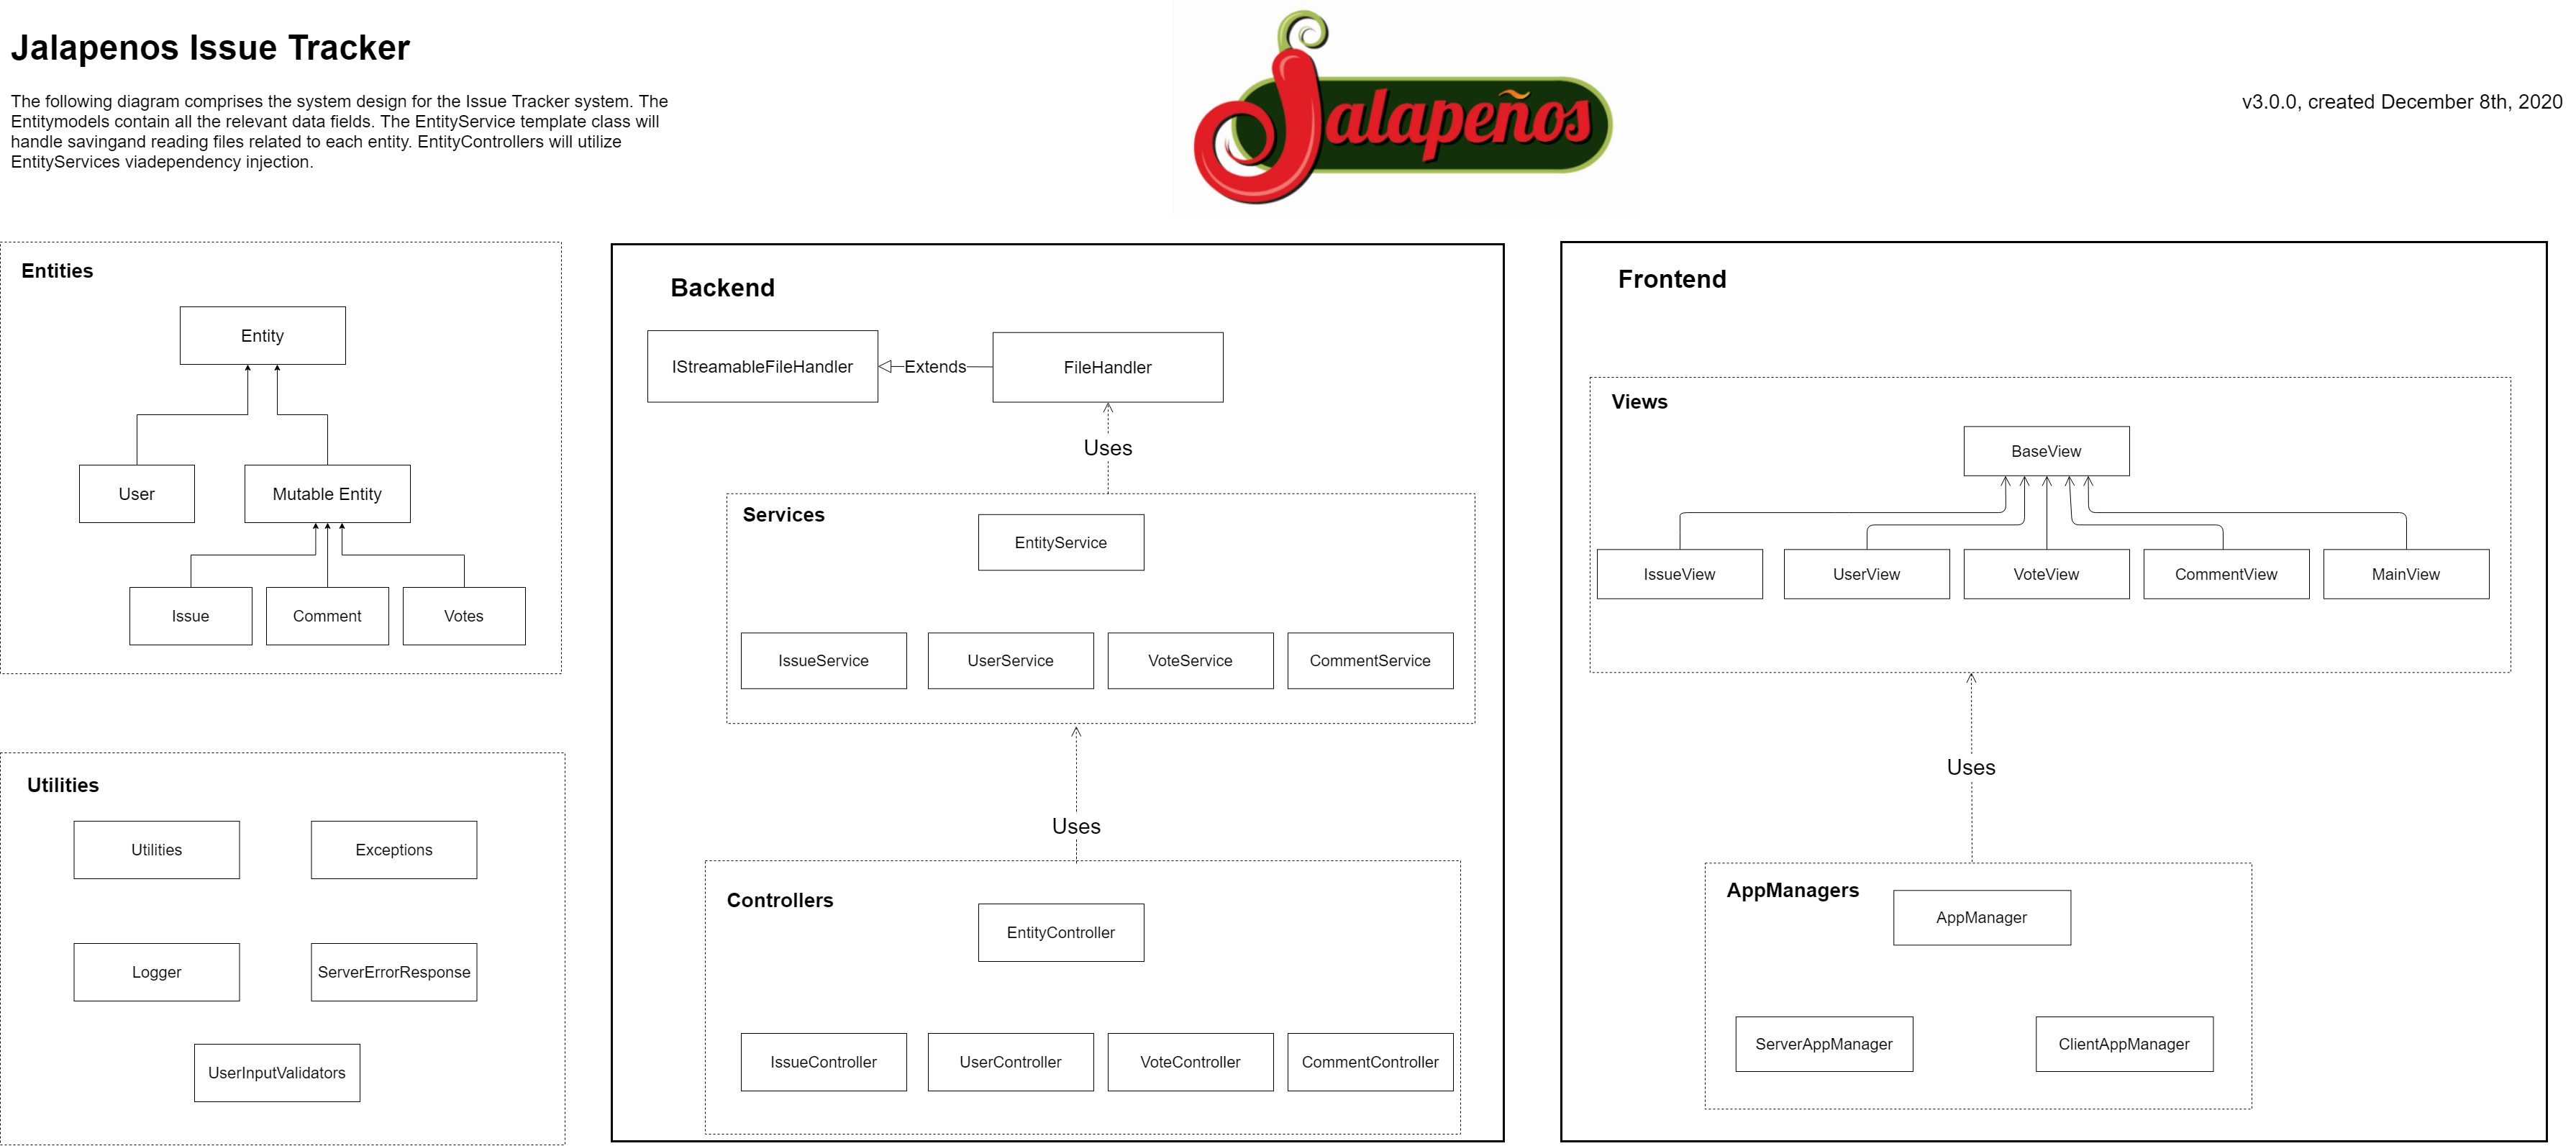 Jalapenos Issue Tracker
The following diagram comprises the system design for the Issue Tracker system. The
Entitymodels contain all the relevant data fields. The EntityService template class will
handle savingand reading files related to each entity. EntityControllers will utilize
EntityServices viadependency injection.
Jalapeños
v3.0.0, created December 8th, 2020
Entities
Entity
User
Mutable Entity
Issue
Comment
Votes
Utilities
Utilities
Exceptions
Logger
ServerErrorResponse
UserInputValidators
Backend
IStreamableFileHandler
Extends
FileHandler
Uses
Services
EntityService
IssueService
UserService
VoteService
CommentService
Uses
Controllers
EntityController
IssueController
UserController
VoteController
CommentController
Frontend
Views
BaseView
IssueView
UserView
VoteView
CommentView
MainView
Uses
AppManagers
AppManager
ServerAppManager
ClientAppManager